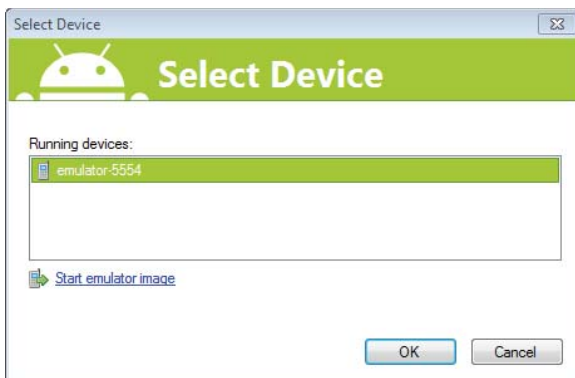 Select Device
Select Device
Running devices:
emulator-5554
Start emulator image
OK
Cancel